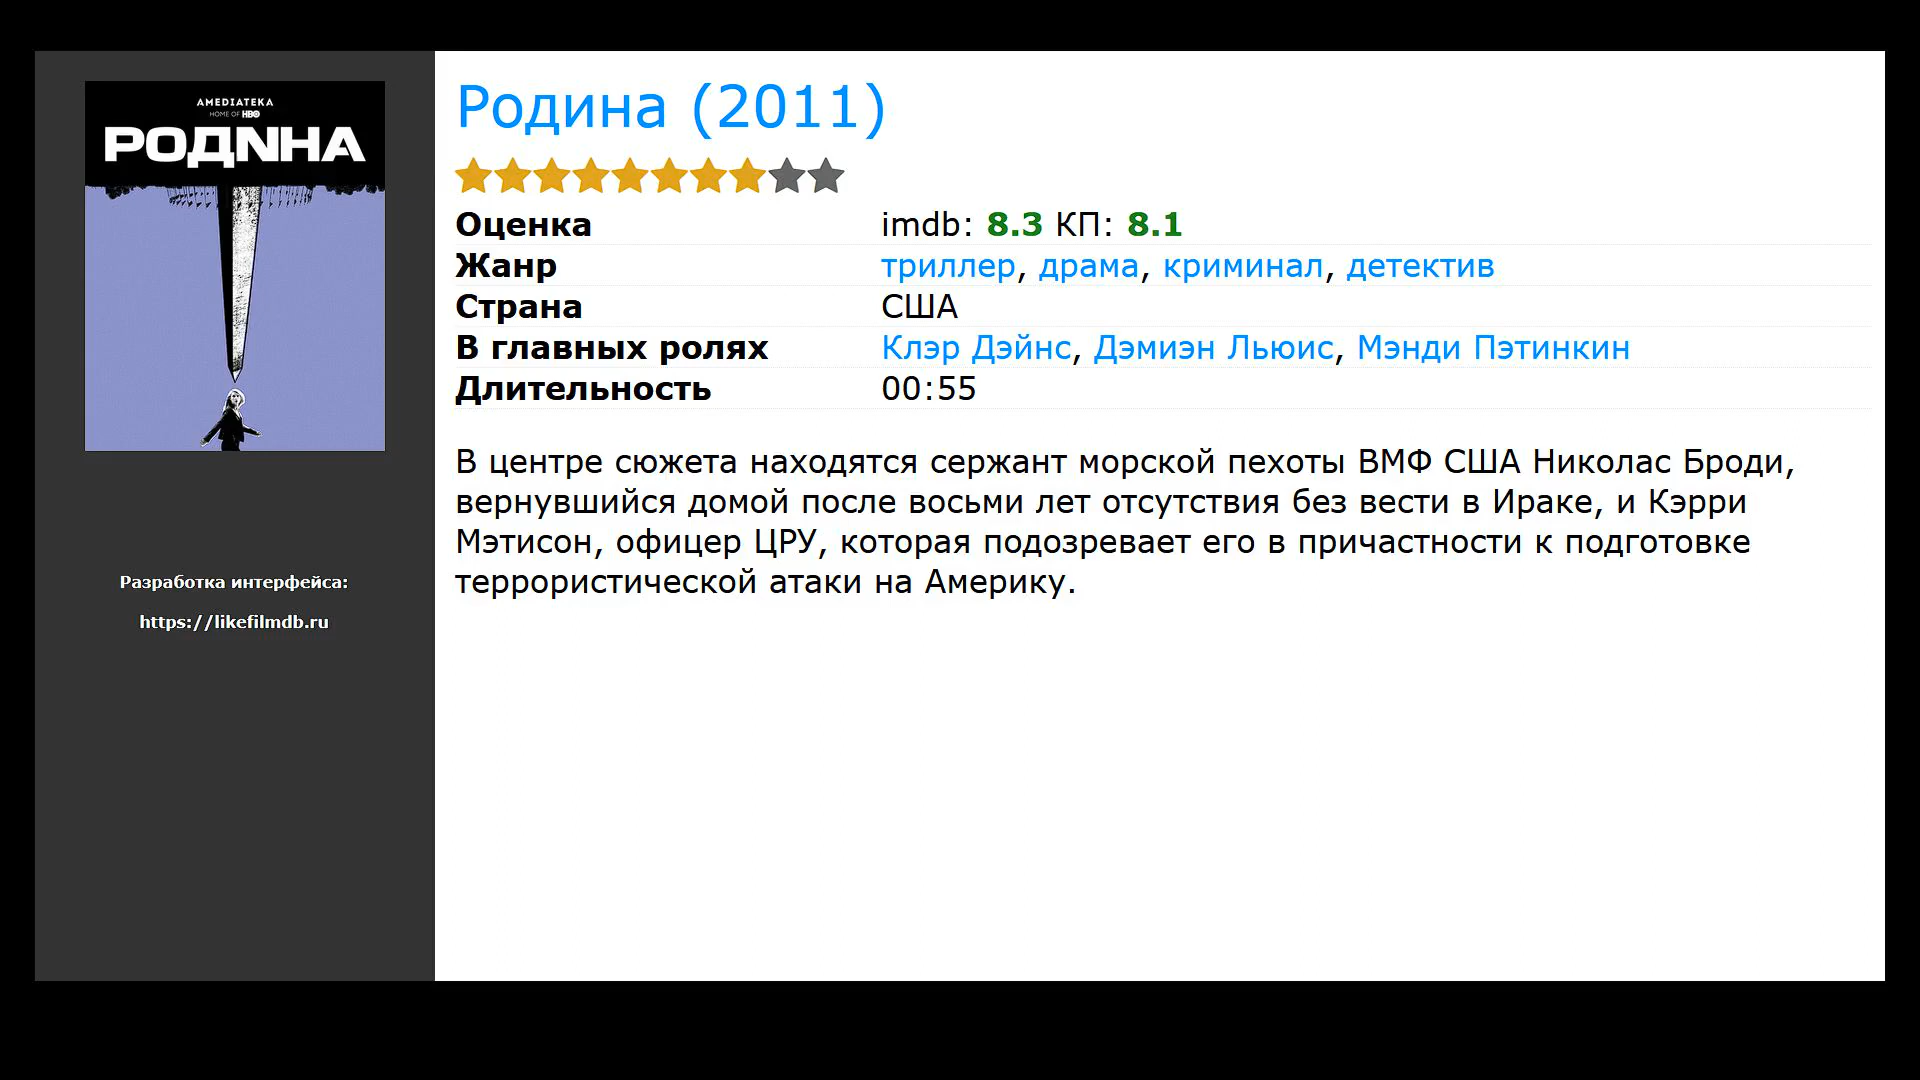 AMEDIATEKA
HOME OF HBO
РОДИНА
Разработка интерфейса:
https://likefilmdb.ru
Родина (2011)
Оценка imdb: 8.3 КП: 8.1
Жанр триллер, драма, криминал, детектив
Страна США
В главных ролях Клэр Дэйнс, Дэмиэн Льюис, Мэнди Пэтинкин
Длительность 00:55
В центре сюжета находятся сержант морской пехоты ВМФ США Николас Броди,
вернувшийся домой после восьми лет отсутствия без вести в Ираке, и Кэрри
Мэтисон, офицер ЦРУ, которая подозревает его в причастности к подготовке
террористической атаки на Америку.